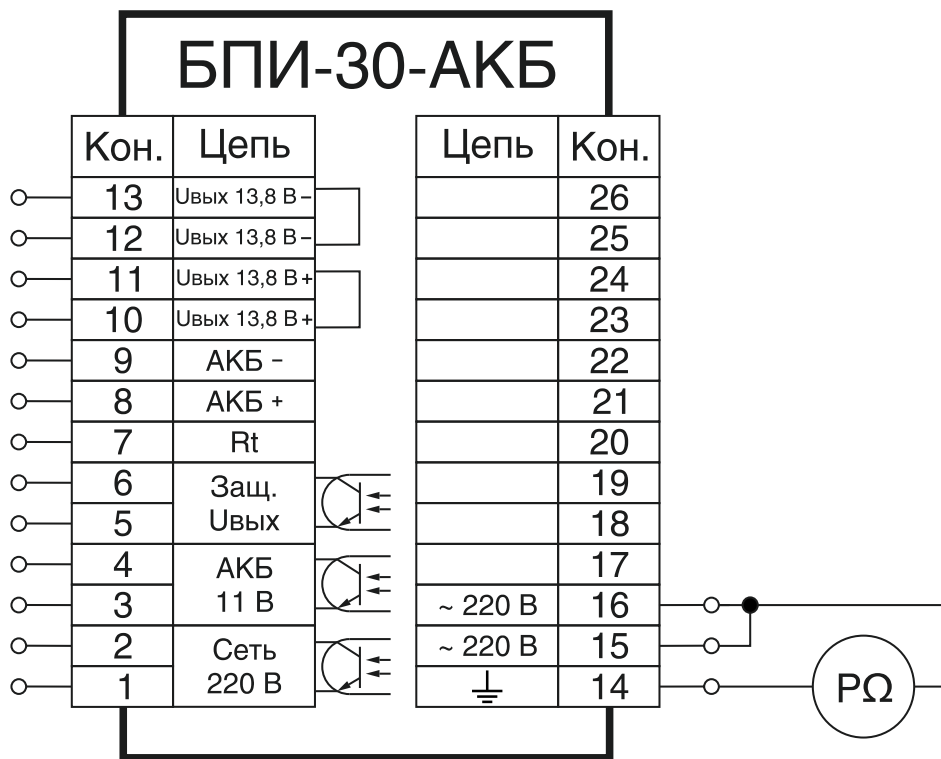 БПИ-30-АКБ
Кон. Цепь Цепь Кон.
13 Uвых 13,8 В − 26
12 Uвых 13,8 В − 25
11 Uвых 13,8 В + 24
10 Uвых 13,8 В + 23
9 АКБ − 22
8 АКБ + 21
7 Rt 20
6 Защ. 19
5 Uвых 18
4 АКБ 17
3 11 В ~ 220 В 16
2 Сеть ~ 220 В 15
1 220 В 14
PΩ